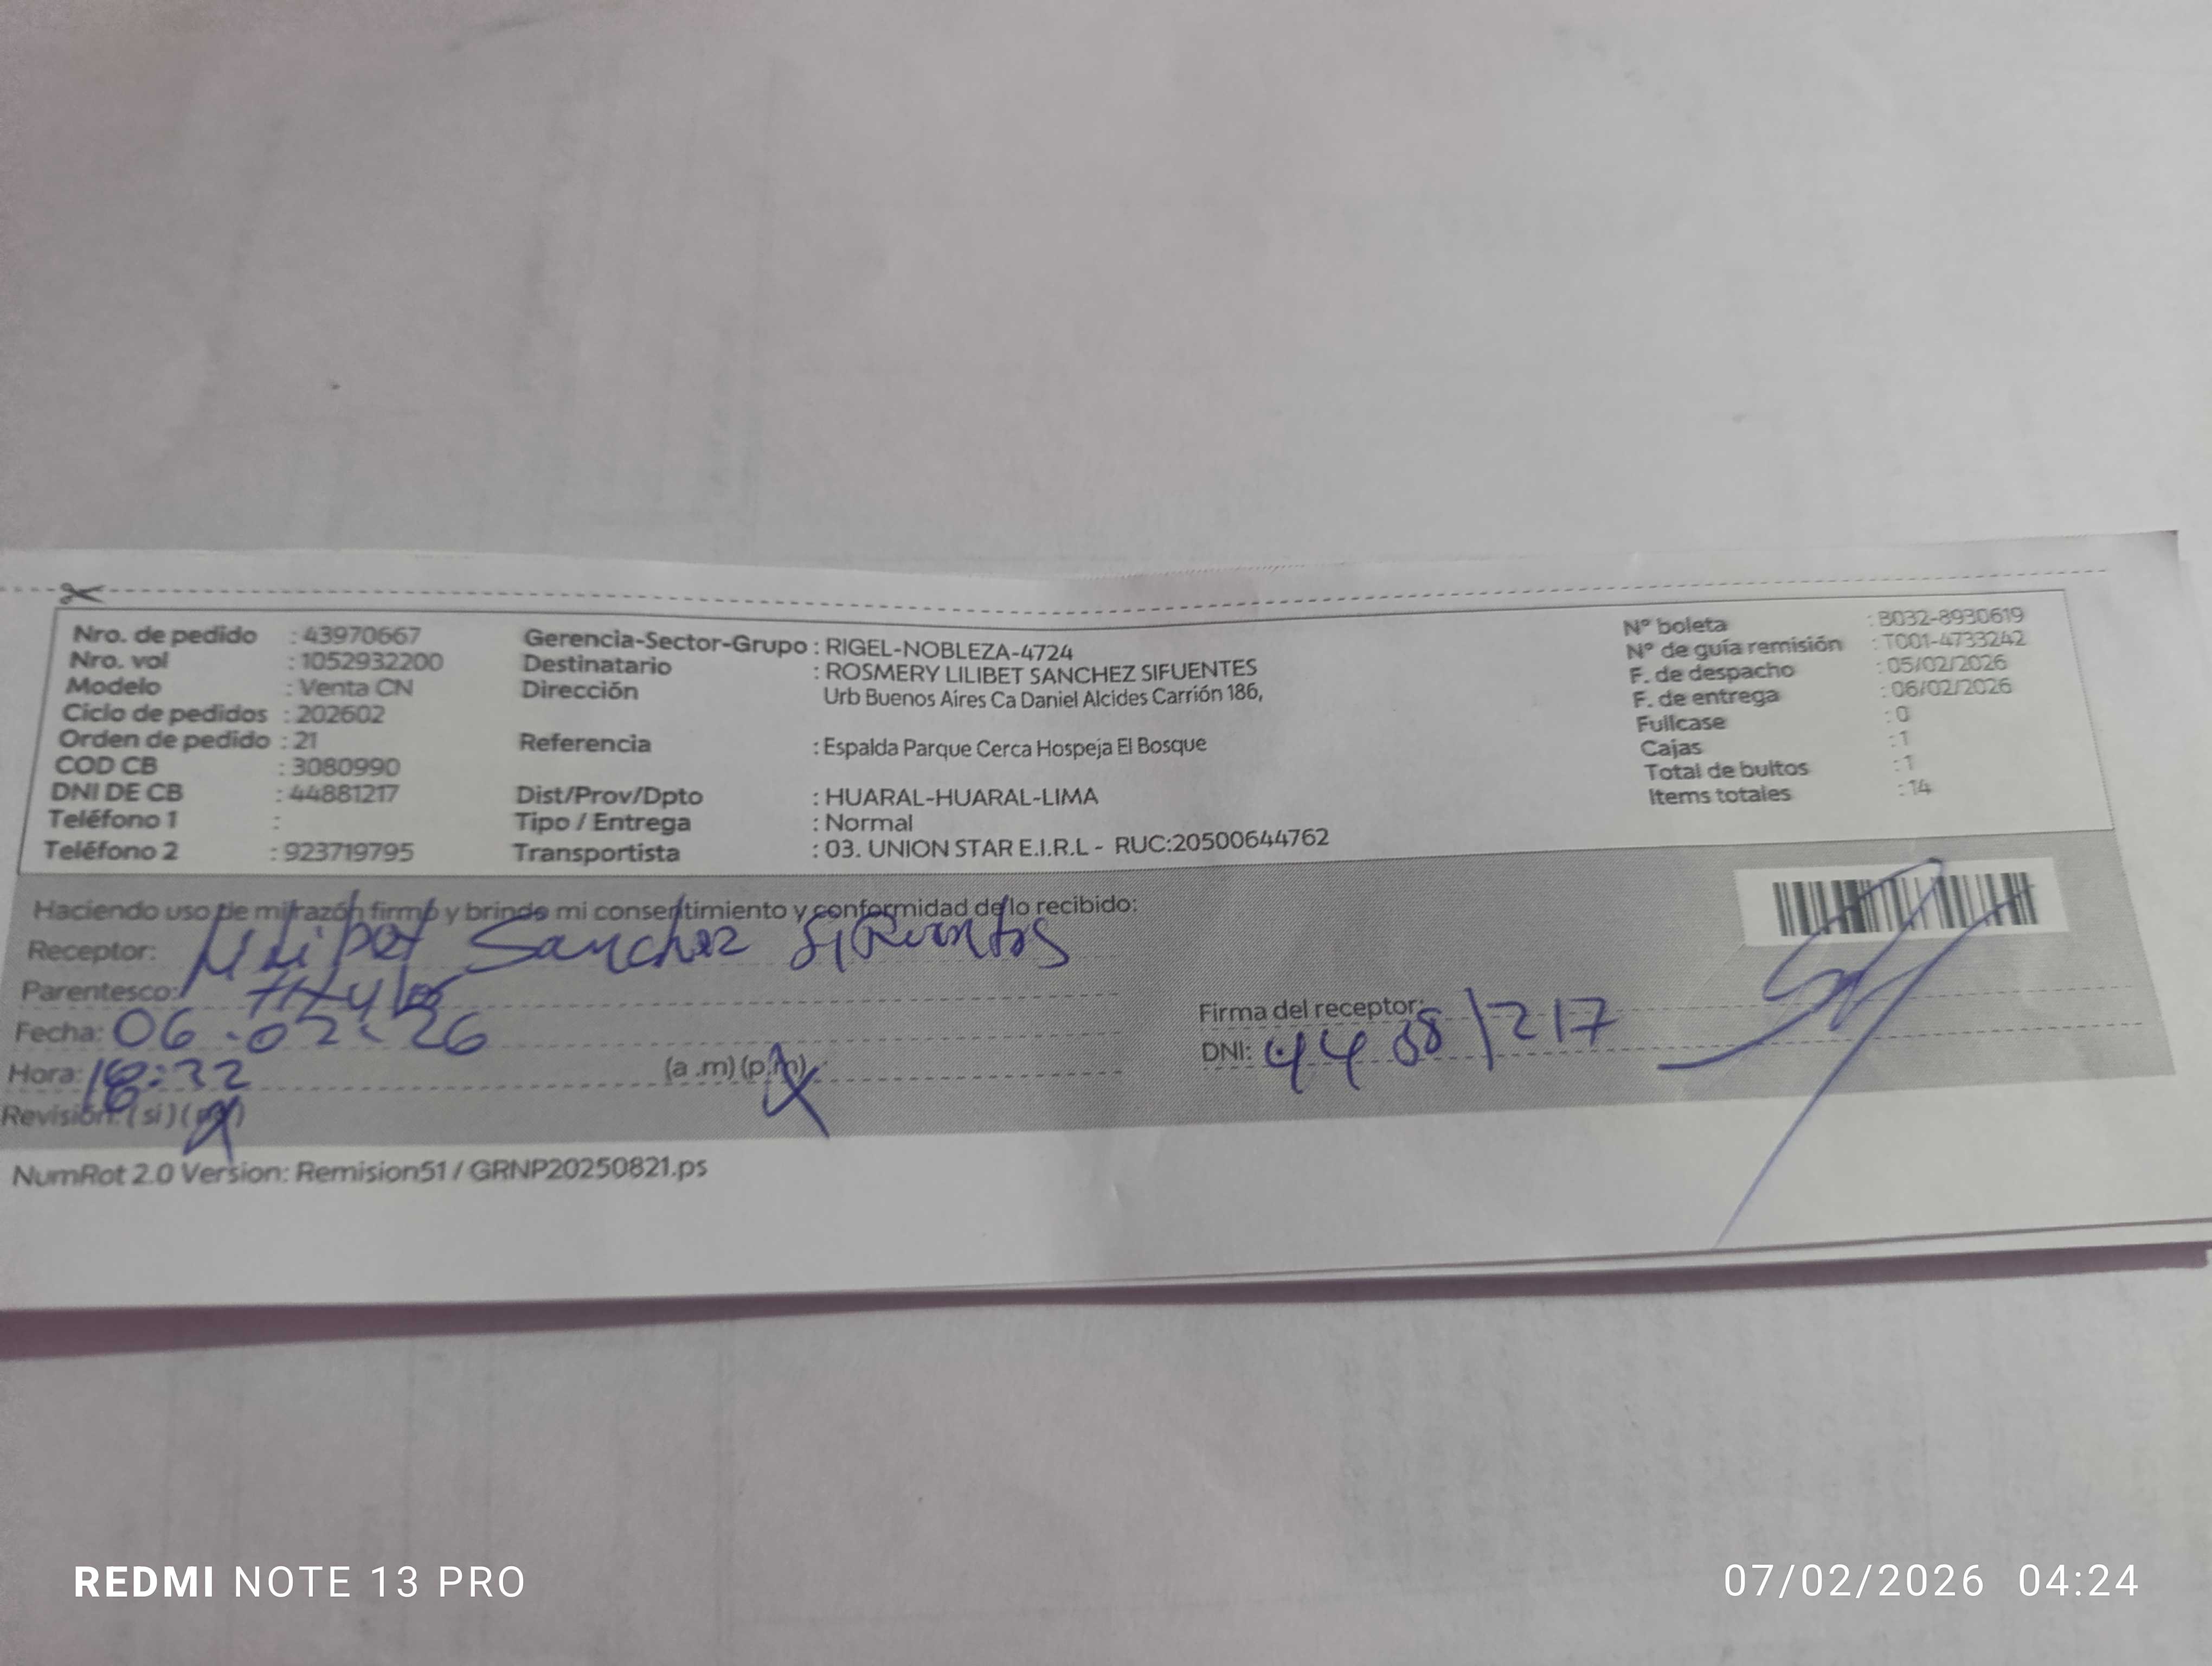 Nro. de pedido : 43970667
Nro. vol : 1052932200
Modelo : Venta CN
Ciclo de pedidos : 202602
Orden de pedido : 21
COD CB : 3080990
DNI DE CB : 44881217
Teléfono 1 :
Teléfono 2 : 923719795
Gerencia-Sector-Grupo : RIGEL-NOBLEZA-4724
Destinatario : ROSMERY LILIBET SANCHEZ SIFUENTES
Dirección Urb Buenos Aires Ca Daniel Alcides Carrión 186,
Referencia : Espalda Parque Cerca Hospeja El Bosque
Dist/Prov/Dpto : HUARAL-HUARAL-LIMA
Tipo / Entrega : Normal
Transportista : 03. UNION STAR E.I.R.L - RUC:20500644762
Nº boleta : B032-8930619
Nº de guía remisión : T001-4733242
F. de despacho : 05/02/2026
F. de entrega : 06/02/2026
Fullcase : 0
Cajas : 1
Total de bultos : 1
Items totales : 14
Haciendo uso de mi razón firmo y brindo mi consentimiento y conformidad de lo recibido:
Receptor: Lilibet Sanchez Sifuentes
Parentesco:
Fecha: 06.02.26
Hora: (a .m) (p.m)
Revisión: (si) (no)
Firma del receptor:
DNI: 44881217
NumRot 2.0 Version: Remision51 / GRNP20250821.ps
REDMI NOTE 13 PRO
07/02/2026 04:24